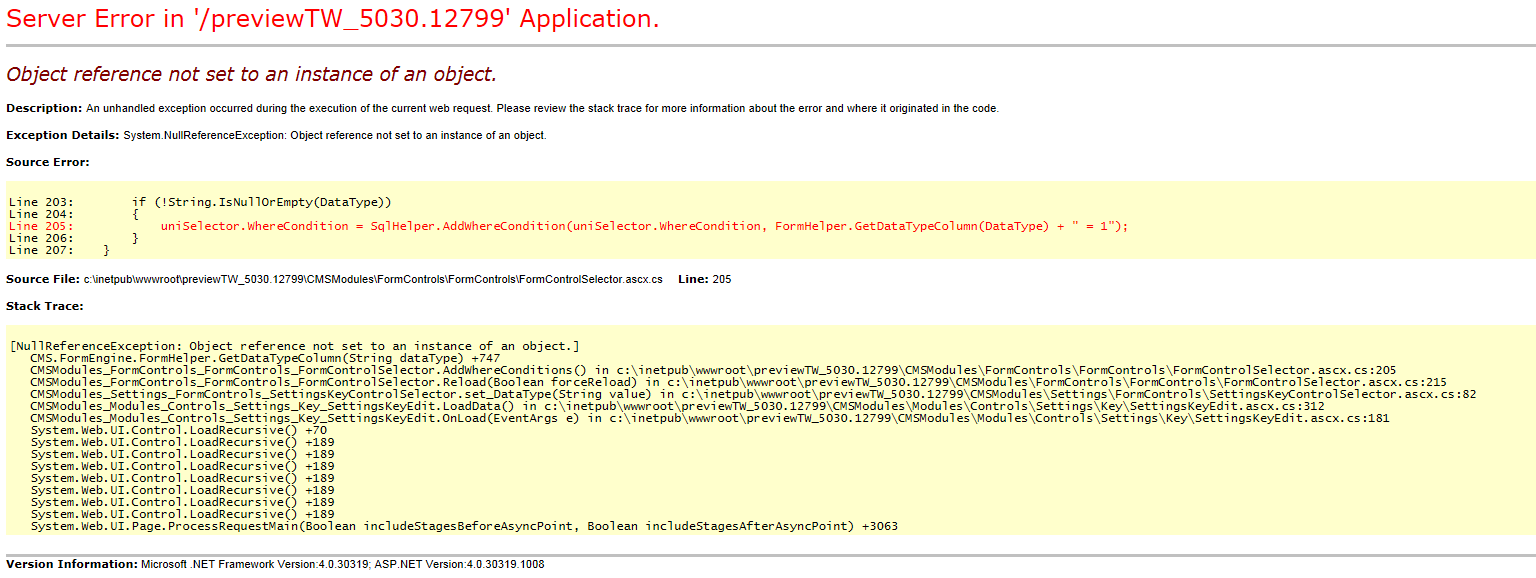 Server Error in '/previewTW_5030.12799' Application.
Object reference not set to an instance of an object.
Description: An unhandled exception occurred during the execution of the current web request. Please review the stack trace for more information about the error and where it originated in the code.
Exception Details: System.NullReferenceException: Object reference not set to an instance of an object.
Source Error:
Line 203:        if (!String.IsNullOrEmpty(DataType))
Line 204:        {
Line 205:            uniSelector.WhereCondition = SqlHelper.AddWhereCondition(uniSelector.WhereCondition, FormHelper.GetDataTypeColumn(DataType) + " = 1");
Line 206:        }
Line 207:    }
Source File: c:\inetpub\wwwroot\previewTW_5030.12799\CMSModules\FormControls\FormControls\FormControlSelector.ascx.cs    Line: 205
Stack Trace:
[NullReferenceException: Object reference not set to an instance of an object.]
   CMS.FormEngine.FormHelper.GetDataTypeColumn(String dataType) +747
   CMSModules_FormControls_FormControls_FormControlSelector.AddWhereConditions() in c:\inetpub\wwwroot\previewTW_5030.12799\CMSModules\FormControls\FormControls\FormControlSelector.ascx.cs:205
   CMSModules_FormControls_FormControls_FormControlSelector.Reload(Boolean forceReload) in c:\inetpub\wwwroot\previewTW_5030.12799\CMSModules\FormControls\FormControls\FormControlSelector.ascx.cs:215
   CMSModules_Settings_FormControls_SettingsKeyControlSelector.set_DataType(String value) in c:\inetpub\wwwroot\previewTW_5030.12799\CMSModules\Settings\FormControls\SettingsKeyControlSelector.ascx.cs:82
   CMSModules_Modules_Controls_Settings_Key_SettingsKeyEdit.LoadData() in c:\inetpub\wwwroot\previewTW_5030.12799\CMSModules\Modules\Controls\Settings\Key\SettingsKeyEdit.ascx.cs:312
   CMSModules_Modules_Controls_Settings_Key_SettingsKeyEdit.OnLoad(EventArgs e) in c:\inetpub\wwwroot\previewTW_5030.12799\CMSModules\Modules\Controls\Settings\Key\SettingsKeyEdit.ascx.cs:181
   System.Web.UI.Control.LoadRecursive() +70
   System.Web.UI.Control.LoadRecursive() +189
   System.Web.UI.Control.LoadRecursive() +189
   System.Web.UI.Control.LoadRecursive() +189
   System.Web.UI.Control.LoadRecursive() +189
   System.Web.UI.Control.LoadRecursive() +189
   System.Web.UI.Control.LoadRecursive() +189
   System.Web.UI.Control.LoadRecursive() +189
   System.Web.UI.Page.ProcessRequestMain(Boolean includeStagesBeforeAsyncPoint, Boolean includeStagesAfterAsyncPoint) +3063
Version Information: Microsoft .NET Framework Version:4.0.30319; ASP.NET Version:4.0.30319.1008